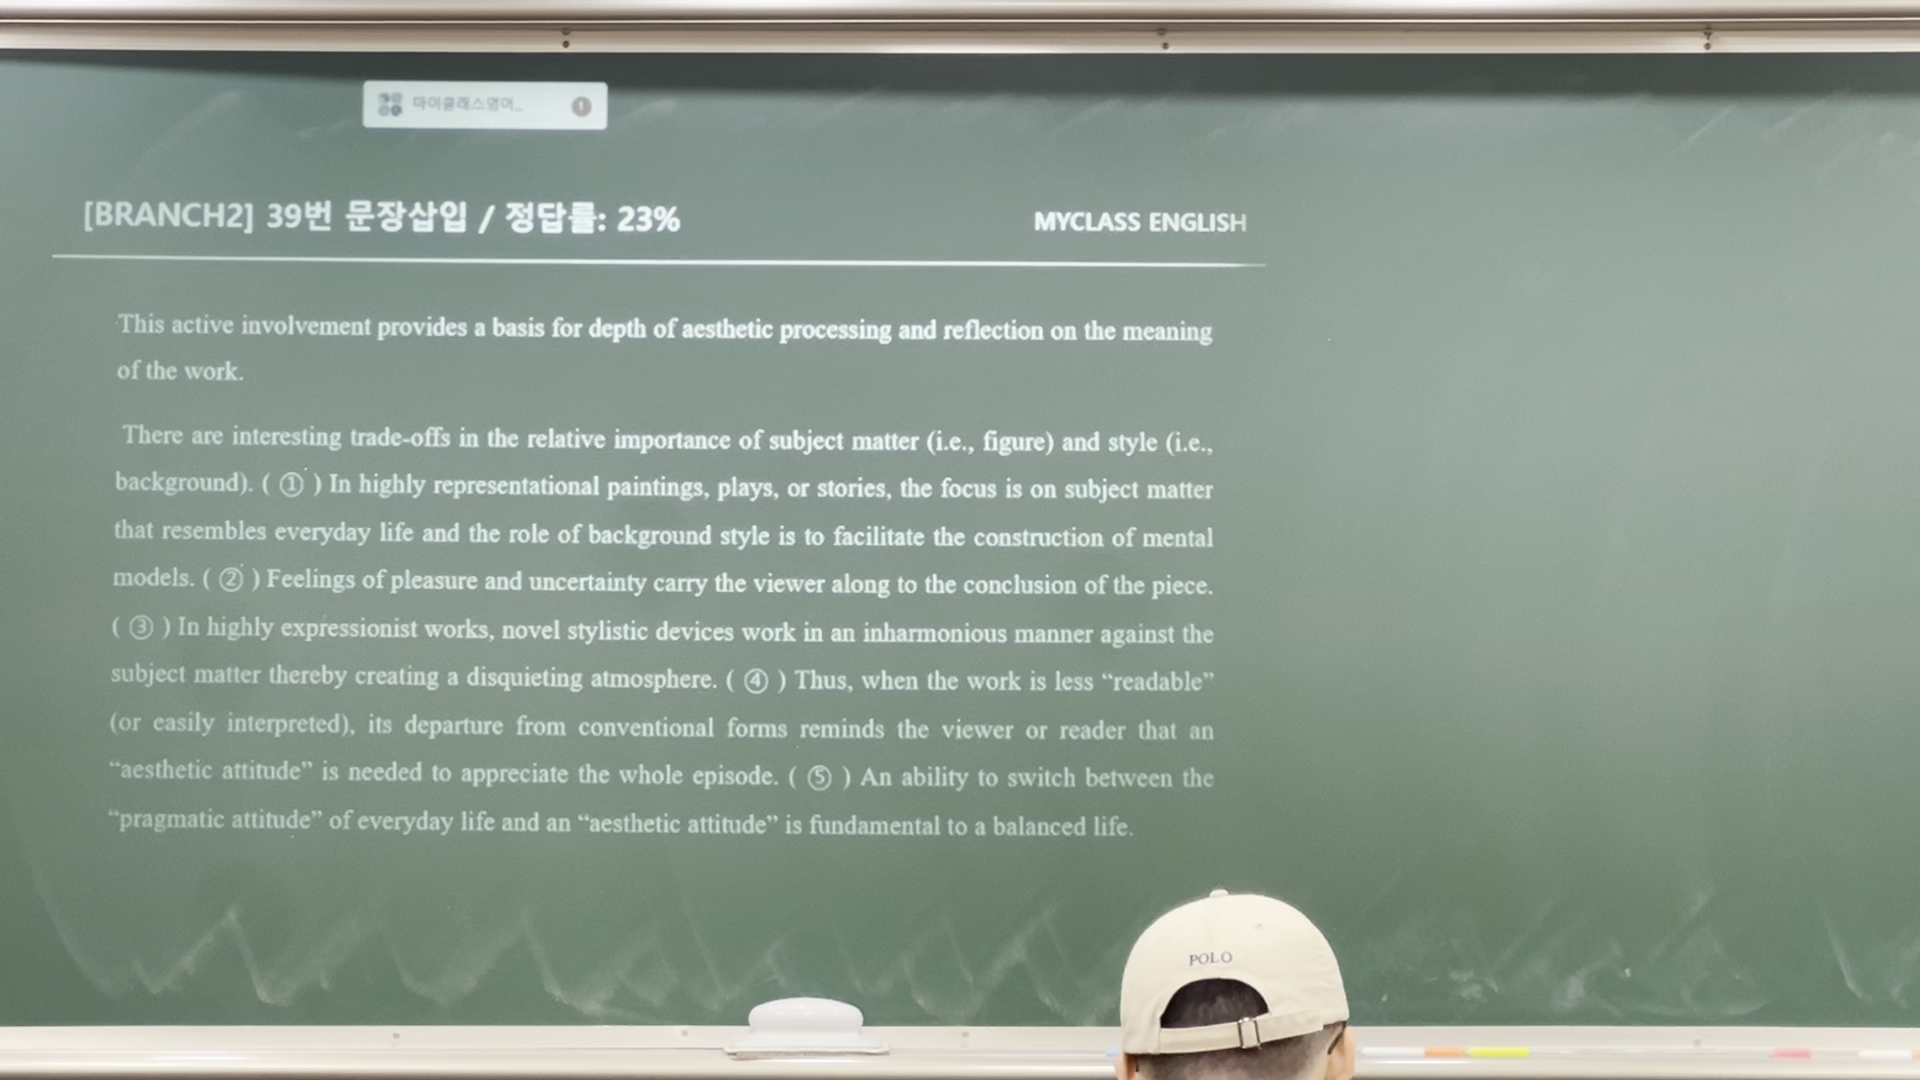 마이클래스영어_ 1
[BRANCH2] 39번 문장삽입 / 정답률: 23%
MYCLASS ENGLISH
This active involvement provides a basis for depth of aesthetic processing and reflection on the meaning
of the work.
There are interesting trade-offs in the relative importance of subject matter (i.e., figure) and style (i.e.,
background). ( ① ) In highly representational paintings, plays, or stories, the focus is on subject matter
that resembles everyday life and the role of background style is to facilitate the construction of mental
models. ( ② ) Feelings of pleasure and uncertainty carry the viewer along to the conclusion of the piece.
( ③ ) In highly expressionist works, novel stylistic devices work in an inharmonious manner against the
subject matter thereby creating a disquieting atmosphere. ( ④ ) Thus, when the work is less “readable”
(or easily interpreted), its departure from conventional forms reminds the viewer or reader that an
“aesthetic attitude” is needed to appreciate the whole episode. ( ⑤ ) An ability to switch between the
“pragmatic attitude” of everyday life and an “aesthetic attitude” is fundamental to a balanced life.
POLO